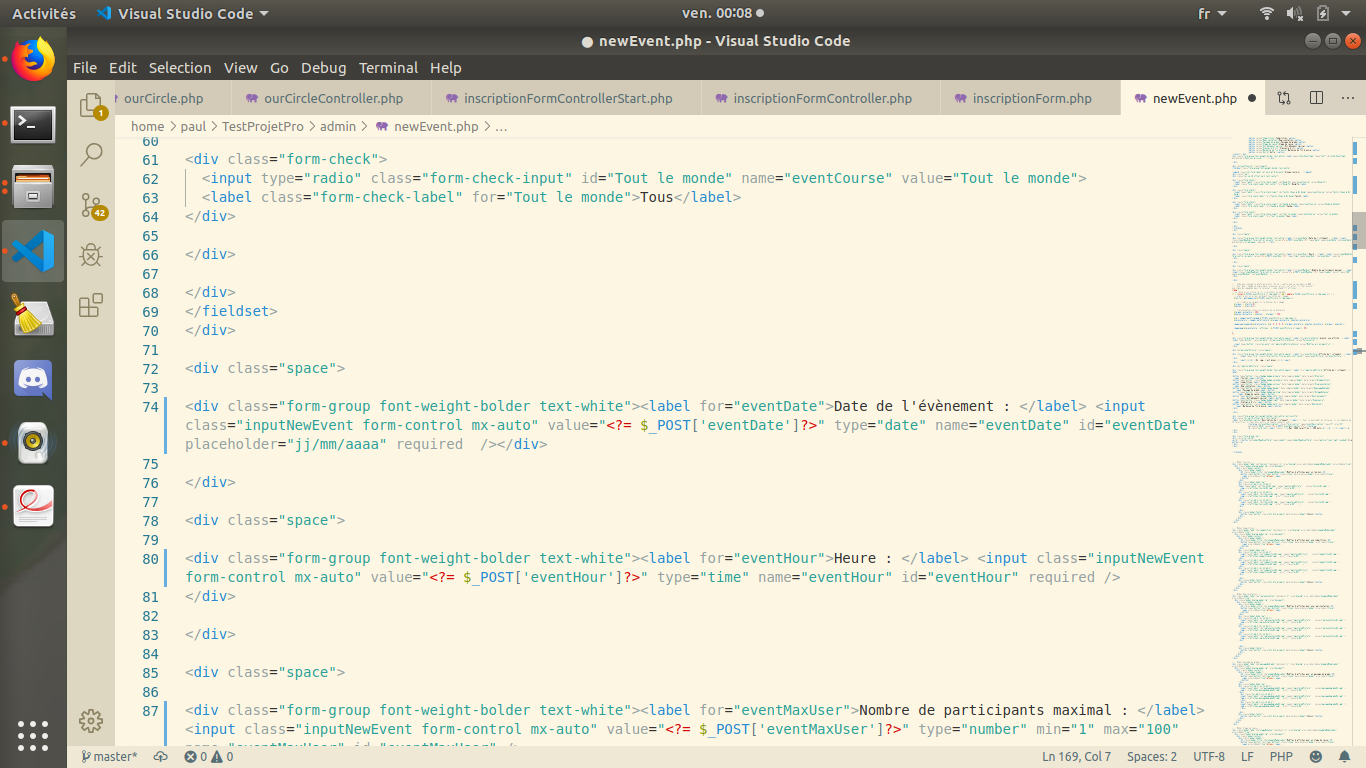 Activités Visual Studio Code ven. 00:08 fr
newEvent.php - Visual Studio Code
File Edit Selection View Go Debug Terminal Help
ourCircle.php ourCircleController.php inscriptionFormControllerStart.php inscriptionFormController.php inscriptionForm.php newEvent.php
home > paul > TestProjetPro > admin > newEvent.php > ...
1
42
60
61 <div class="form-check">
62 <input type="radio" class="form-check-input" id="Tout le monde" name="eventCourse" value="Tout le monde">
63 <label class="form-check-label" for="Tout le monde">Tous</label>
64 </div>
65
66 </div>
67
68 </div>
69 </fieldset>
70 </div>
71
72 <div class="space">
73
74 <div class="form-group font-weight-bolder text-white"><label for="eventDate">Date de l'évènement : </label> <input
class="inputNewEvent form-control mx-auto" value="<?= $_POST['eventDate']?>" type="date" name="eventDate" id="eventDate"
placeholder="jj/mm/aaaa" required /></div>
75
76 </div>
77
78 <div class="space">
79
80 <div class="form-group font-weight-bolder text-white"><label for="eventHour">Heure : </label> <input class="inputNewEvent
form-control mx-auto" value="<?= $_POST['eventHour']?>" type="time" name="eventHour" id="eventHour" required />
81 </div>
82
83 </div>
84
85 <div class="space">
86
87 <div class="form-group font-weight-bolder text-white"><label for="eventMaxUser">Nombre de participants maximal : </label>
<input class="inputNewEvent form-control mx-auto" value="<?= $_POST['eventMaxUser']?>" type="number" min="1" max="100"
name="eventMaxUser" id="eventMaxUser" />
master* 0 0 Ln 169, Col 7 Spaces: 2 UTF-8 LF PHP